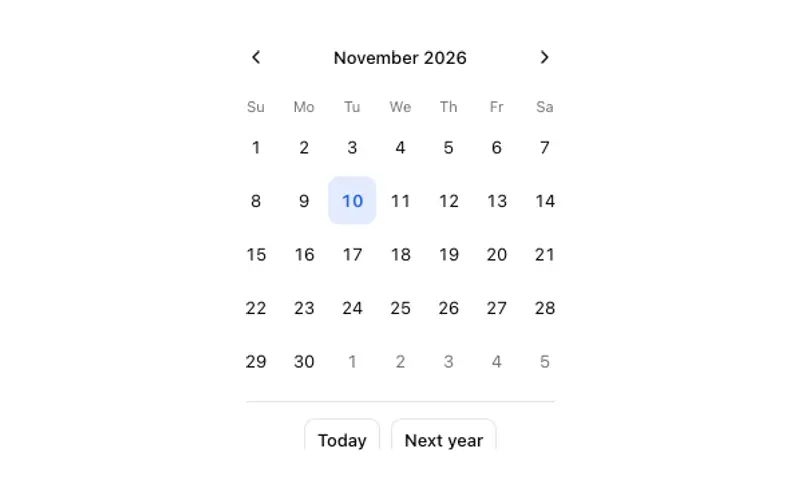 November 2026
Su Mo Tu We Th Fr Sa
1 2 3 4 5 6 7
8 9 10 11 12 13 14
15 16 17 18 19 20 21
22 23 24 25 26 27 28
29 30 1 2 3 4 5
Today Next year